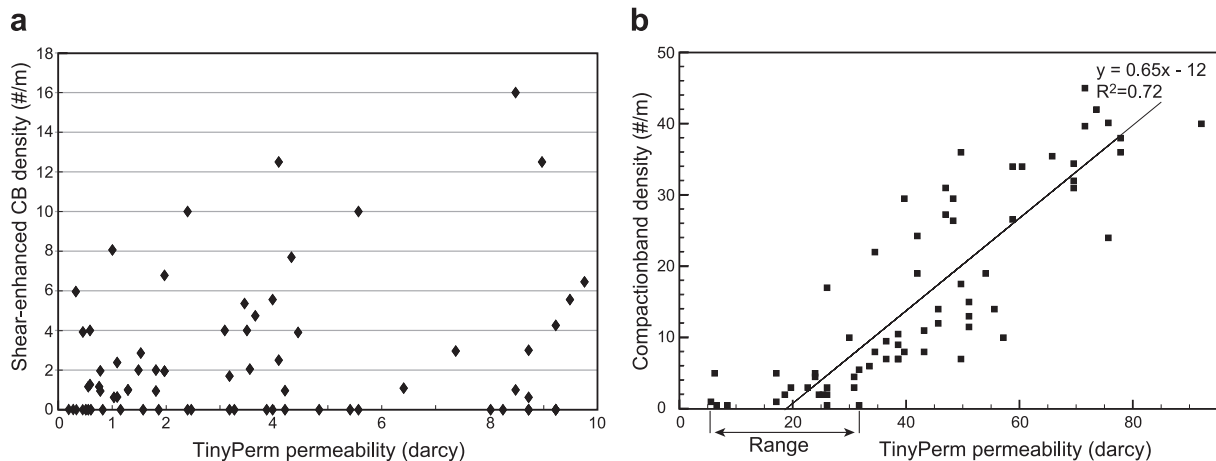 a
Shear-enhanced CB density (#/m)
18
16
14
12
10
8
6
4
2
0
0 2 4 6 8 10
TinyPerm permeability (darcy)
b
Compactionband density (#/m)
50
40
30
20
10
0
y = 0.65x - 12
R²=0.72
0 20 40 60 80
Range
TinyPerm permeability (darcy)